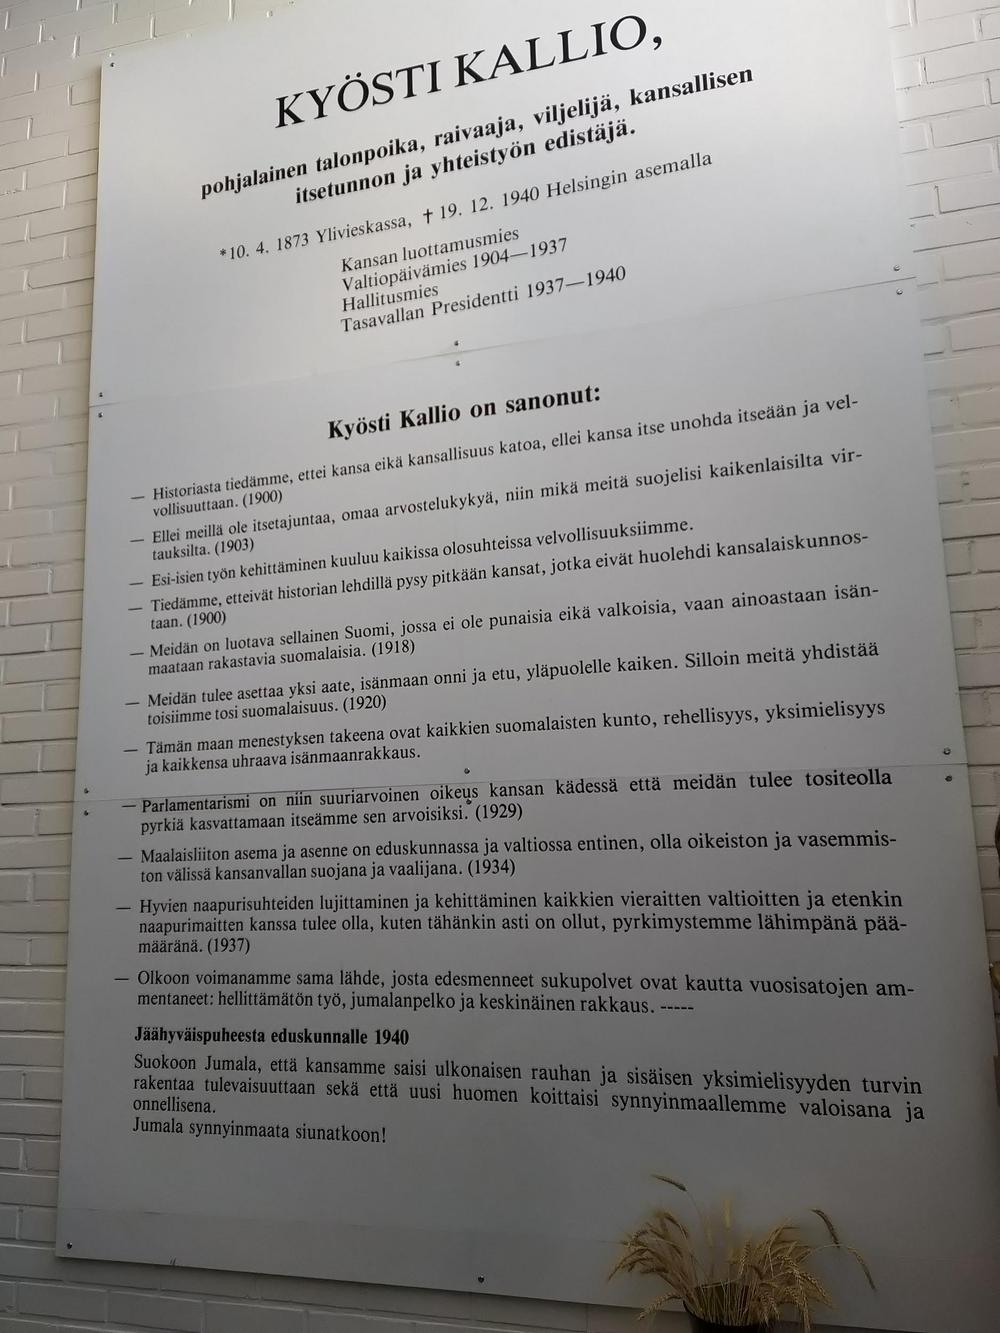 KYÖSTI KALLIO,
pohjalainen talonpoika, raivaaja, viljelijä, kansallisen
itsetunnon ja yhteistyön edistäjä.
*10. 4. 1873 Ylivieskassa, † 19. 12. 1940 Helsingin asemalla
Kansan luottamusmies
Valtiopäivämies 1904—1937
Hallitusmies
Tasavallan Presidentti 1937—1940
Kyösti Kallio on sanonut:
— Historiasta tiedämme, ettei kansa eikä kansallisuus katoa, ellei kansa itse unohda itseään ja vel-
vollisuuttaan. (1900)
— Ellei meillä ole itsetajuntaa, omaa arvostelukykyä, niin mikä meitä suojelisi kaikenlaisilta vir-
tauksilta. (1903)
— Esi-isien työn kehittäminen kuuluu kaikissa olosuhteissa velvollisuuksiimme.
— Tiedämme, etteivät historian lehdillä pysy pitkään kansat, jotka eivät huolehdi kansalaiskunnos-
taan. (1900)
— Meidän on luotava sellainen Suomi, jossa ei ole punaisia eikä valkoisia, vaan ainoastaan isän-
maataan rakastavia suomalaisia. (1918)
— Meidän tulee asettaa yksi aate, isänmaan onni ja etu, yläpuolelle kaiken. Silloin meitä yhdistää
toisiimme tosi suomalaisuus. (1920)
— Tämän maan menestyksen takeena ovat kaikkien suomalaisten kunto, rehellisyys, yksimielisyys
ja kaikkensa uhraava isänmaanrakkaus.
— Parlamentarismi on niin suuriarvoinen oikeus kansan kädessä että meidän tulee tositeolla
pyrkiä kasvattamaan itseämme sen arvoisiksi. (1929)
— Maalaisliiton asema ja asenne on eduskunnassa ja valtiossa entinen, olla oikeiston ja vasemmis-
ton välissä kansanvallan suojana ja vaalijana. (1934)
— Hyvien naapurisuhteiden lujittaminen ja kehittäminen kaikkien vieraitten valtioitten ja etenkin
naapurimaitten kanssa tulee olla, kuten tähänkin asti on ollut, pyrkimystemme lähimpänä pää-
määränä. (1937)
— Olkoon voimanamme sama lähde, josta edesmenneet sukupolvet ovat kautta vuosisatojen am-
mentaneet: hellittämätön työ, jumalanpelko ja keskinäinen rakkaus. -----
Jäähyväispuheesta eduskunnalle 1940
Suokoon Jumala, että kansamme saisi ulkonaisen rauhan ja sisäisen yksimielisyyden turvin
rakentaa tulevaisuuttaan sekä että uusi huomen koittaisi synnyinmaallemme valoisana ja
onnellisena.
Jumala synnyinmaata siunatkoon!